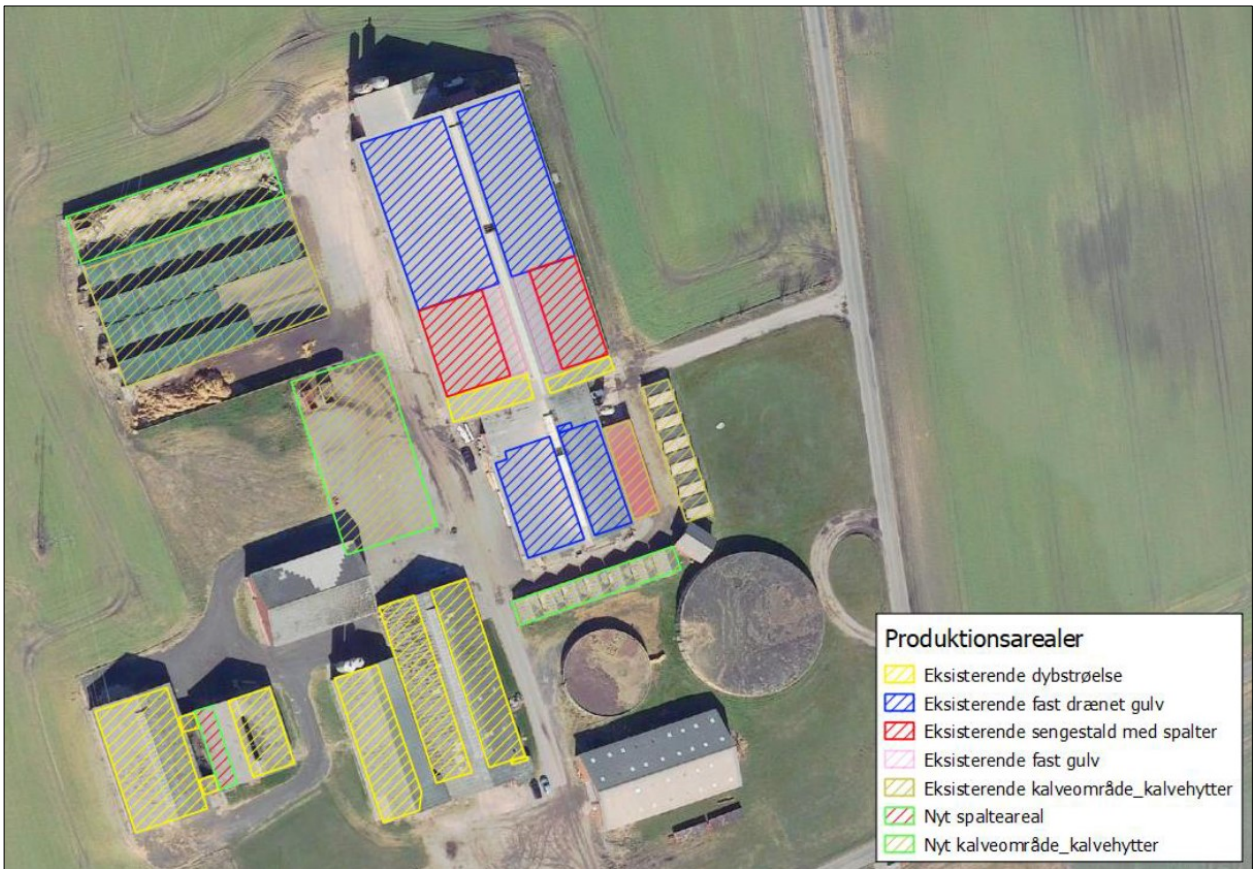 Produktionsarealer
Eksisterende dybstrøelse
Eksisterende fast drænet gulv
Eksisterende sengestald med spalter
Eksisterende fast gulv
Eksisterende kalveområde_kalvehytter
Nyt spalteareal
Nyt kalveområde_kalvehytter